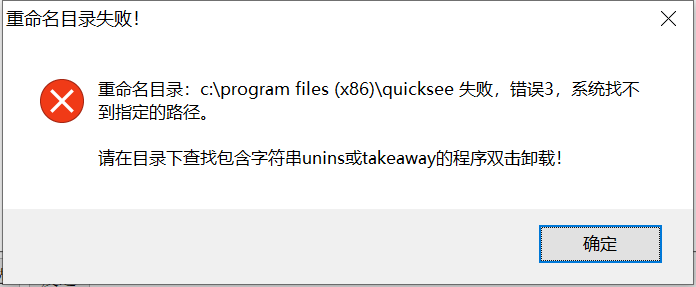 重命名目录失败！
重命名目录：c:\program files (x86)\quicksee 失败，错误3，系统找不
到指定的路径。
请在目录下查找包含字符串unins或takeaway的程序双击卸载！
确定